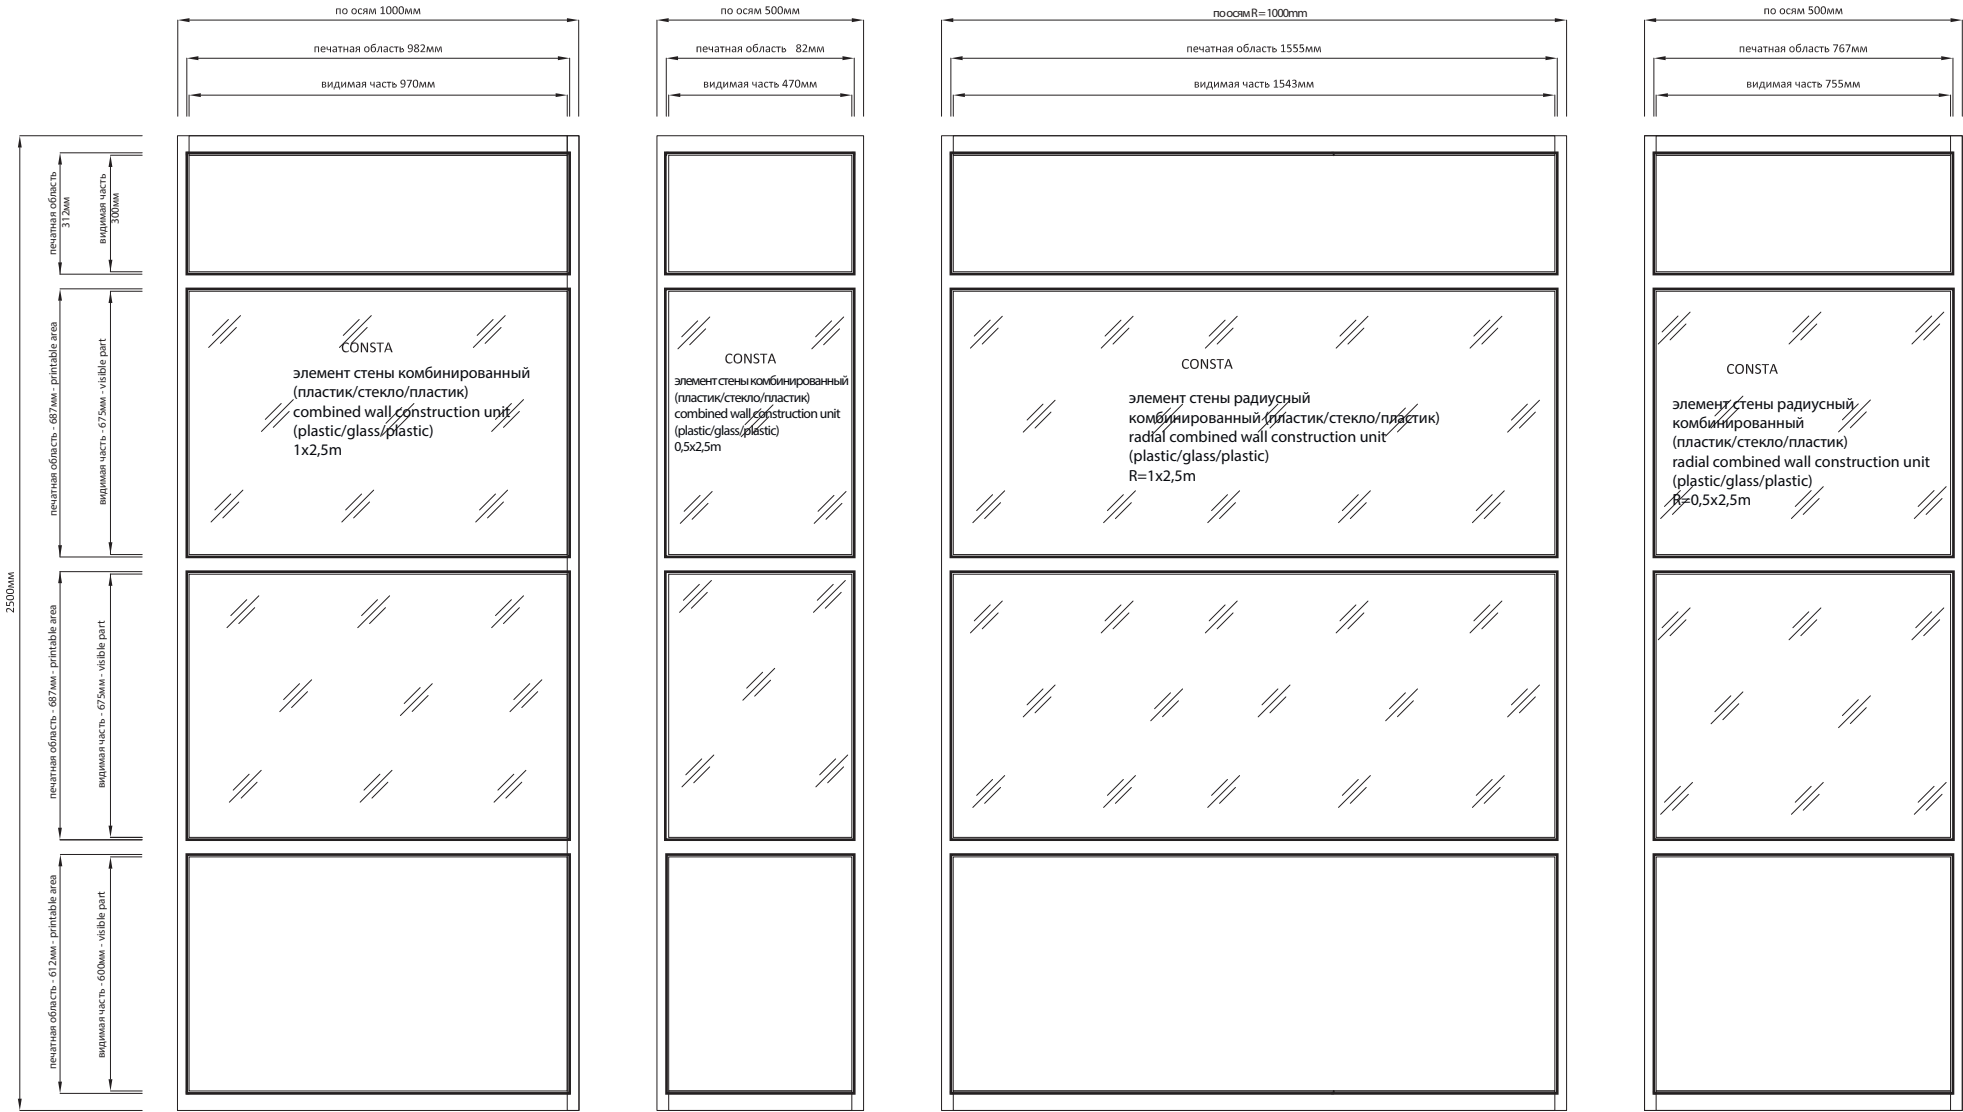 по осям 1000мм
печатная область 982мм
видимая часть 970мм
по осям 500мм
печатная область 82мм
видимая часть 470мм
по осям R=1000mm
печатная область 1555мм
видимая часть 1543мм
по осям 500мм
печатная область 767мм
видимая часть 755мм
2500мм
печатная область
312мм
видимая часть
300мм
печатная область - 687мм - printable area
видимая часть - 675мм - visible part
печатная область - 687мм - printable area
видимая часть - 675мм - visible part
печатная область - 612мм - printable area
видимая часть - 600мм - visible part
CONSTA
элемент стены комбинированный
(пластик/стекло/пластик)
combined wall construction unit
(plastic/glass/plastic)
1x2,5m
CONSTA
элемент стены комбинированный
(пластик/стекло/пластик)
combined wall construction unit
(plastic/glass/plastic)
0,5x2,5m
CONSTA
элемент стены радиусный
комбинированный (пластик/стекло/пластик)
radial combined wall construction unit
(plastic/glass/plastic)
R=1x2,5m
CONSTA
элемент стены радиусный
комбинированный
(пластик/стекло/пластик)
radial combined wall construction unit
(plastic/glass/plastic)
R=0,5x2,5m